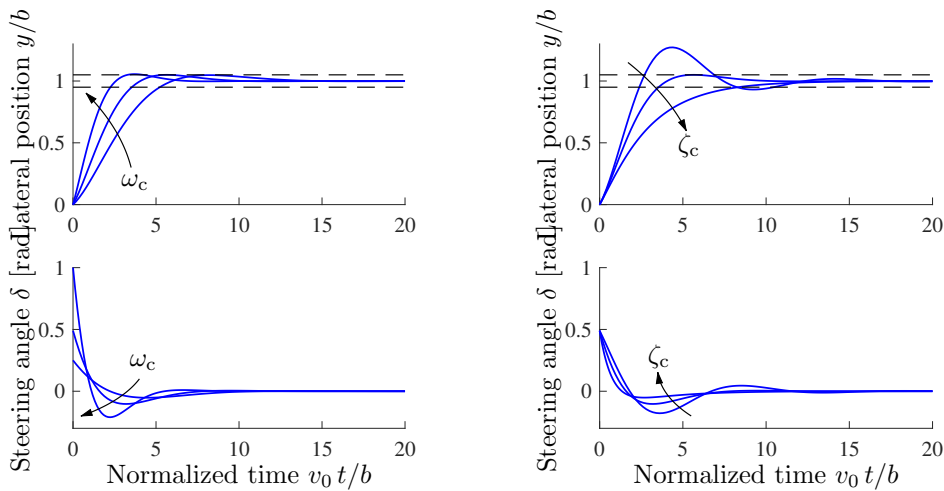 Lateral position y/b
1
0.5
0
ω_c
0 5 10 15 20
Steering angle δ [rad]
1
0.5
0
ω_c
0 5 10 15 20
Normalized time v_0 t/b
Lateral position y/b
1
0.5
0
ζ_c
0 5 10 15 20
Steering angle δ [rad]
1
0.5
0
ζ_c
0 5 10 15 20
Normalized time v_0 t/b